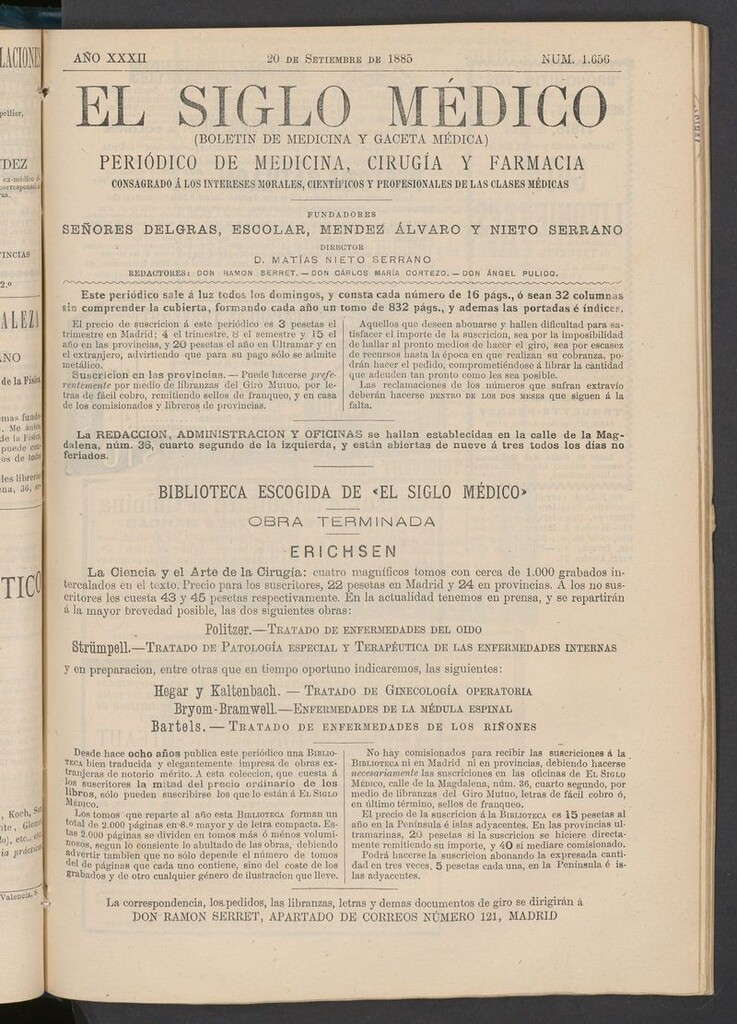 LACIONES
pellier,
DEZ
ex-médico
VINCIAS
2.º
ALEZA
ANO
de la Física
TICO
, Koch,
Valencia,
AÑO XXXII 20 DE SETIEMBRE DE 1885 NUM. 1.656
EL SIGLO MÉDICO
(BOLETIN DE MEDICINA Y GACETA MÉDICA)
PERIÓDICO DE MEDICINA, CIRUGÍA Y FARMACIA
CONSAGRADO Á LOS INTERESES MORALES, CIENTÍFICOS Y PROFESIONALES DE LAS CLASES MÉDICAS
FUNDADORES
SEÑORES DELGRAS, ESCOLAR, MENDEZ ÁLVARO Y NIETO SERRANO
DIRECTOR
D. MATÍAS NIETO SERRANO
REDACTORES: DON RAMON SERRET.—DON CÁRLOS MARÍA CORTEZO.—DON ÁNGEL PULIDO.
Este periódico sale á luz todos los domingos, y consta cada número de 16 págs., ó sean 32 columnas
sin comprender la cubierta, formando cada año un tomo de 832 págs., y ademas las portadas é índices.
El precio de suscricion á este periódico es 3 pesetas el
trimestre en Madrid; 4 el trimestre, 8 el semestre y 15 el
año en las provincias, y 20 pesetas el año en Ultramar y en
el extranjero, advirtiendo que para su pago sólo se admite
metálico.
Suscricion en las provincias.—Puede hacerse prefe-
rentemente por medio de libranzas del Giro Mutuo, por le-
tras de fácil cobro, remitiendo sellos de franqueo, y en casa
de los comisionados y libreros de provincias.
Aquellos que deseen abonarse y hallen dificultad para sa-
tisfacer el importe de la suscricion, sea por la imposibilidad
de hallar al pronto medios de hacer el giro, sea por escasez
de recursos hasta la época en que realizan su cobranza, po-
drán hacer el pedido, comprometiéndose á librar la cantidad
que adeuden tan pronto como les sea posible.
Las reclamaciones de los números que sufran extravío
deberán hacerse DENTRO DE LOS DOS MESES que siguen á la
falta.
La REDACCION, ADMINISTRACION Y OFICINAS se hallan establecidas en la calle de la Mag-
dalena, núm. 36, cuarto segundo de la izquierda, y están abiertas de nueve á tres todos los dias no
feriados.
BIBLIOTECA ESCOGIDA DE «EL SIGLO MÉDICO»
OBRA TERMINADA
ERICHSEN
La Ciencia y el Arte de la Cirugía: cuatro magníficos tomos con cerca de 1.000 grabados in-
tercalados en el texto. Precio para los suscritores, 22 pesetas en Madrid y 24 en provincias. Á los no sus-
critores les cuesta 43 y 45 pesetas respectivamente. En la actualidad tenemos en prensa, y se repartirán
á la mayor brevedad posible, las dos siguientes obras:
Politzer.—TRATADO DE ENFERMEDADES DEL OIDO
Strümpell.—TRATADO DE PATOLOGÍA ESPECIAL Y TERAPÉUTICA DE LAS ENFERMEDADES INTERNAS
y en preparacion, entre otras que en tiempo oportuno indicaremos, las siguientes:
Hegar y Kaltenbach. — TRATADO DE GINECOLOGÍA OPERATORIA
Bryom-Bramwell.—ENFERMEDADES DE LA MÉDULA ESPINAL
Bartels.—TRATADO DE ENFERMEDADES DE LOS RIÑONES
Desde hace ocho años publica este periódico una BIBLIO-
TECA bien traducida y elegantemente impresa de obras ex-
tranjeras de notorio mérito. A esta coleccion, que cuesta á
los suscritores la mitad del precio ordinario de los
libros, sólo pueden suscribirse los que lo están á EL SIGLO
MÉDICO.
Los tomos que reparte al año esta BIBLIOTECA forman un
total de 2.000 páginas en 8.º mayor y de letra compacta. Es-
tas 2.000 páginas se dividen en tomos más ó ménos volumi-
nosos, segun lo consiente lo abultado de las obras, debiendo
advertir tambien que no sólo depende el número de tomos
del de páginas que cada uno contiene, sino del coste de los
grabados y de otro cualquier género de ilustracion que lleve.
No hay comisionados para recibir las suscriciones á la
BIBLIOTECA ni en Madrid ni en provincias, debiendo hacerse
necesariamente las suscriciones en las oficinas de EL SIGLO
MÉDICO, calle de la Magdalena, núm. 36, cuarto segundo, por
medio de libranzas del Giro Mutuo, letras de fácil cobro ó,
en último término, sellos de franqueo.
El precio de la suscricion á la BIBLIOTECA es 15 pesetas al
año en la Península é islas adyacentes. En las provincias ul-
tramarinas, 20 pesetas si la suscricion se hiciere directa-
mente remitiendo su importe, y 40 si mediare comisionado.
Podrá hacerse la suscricion abonando la expresada canti-
dad en tres veces, 5 pesetas cada una, en la Península é is-
las adyacentes.
La correspondencia, los pedidos, las libranzas, letras y demas documentos de giro se dirigirán á
DON RAMON SERRET, APARTADO DE CORREOS NÚMERO 121, MADRID